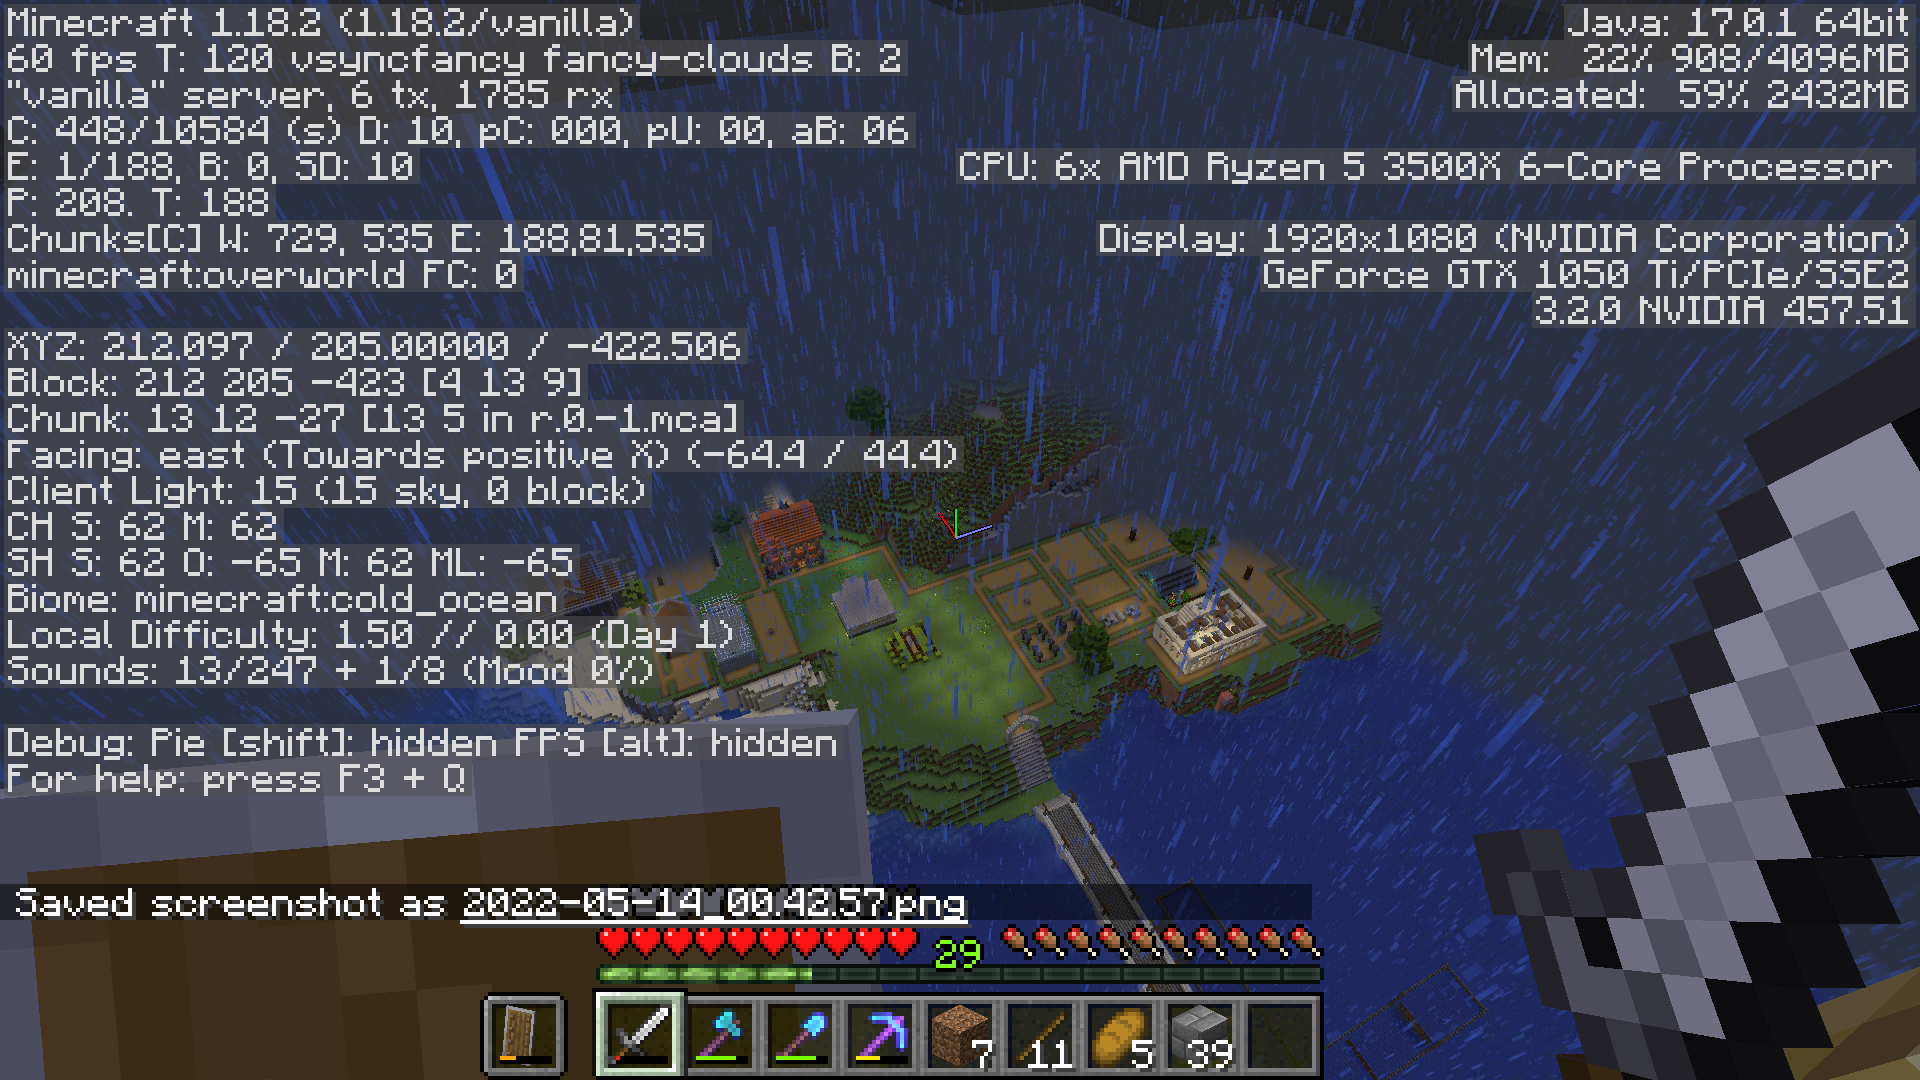 Minecraft 1.18.2 (1.18.2/vanilla)
60 fps T: 120 vsyncfancy fancy-clouds B: 2
"vanilla" server, 6 tx, 1785 rx
C: 448/10584 (s) D: 10, pC: 000, pU: 00, aB: 06
E: 1/188, B: 0, SD: 10
P: 208. T: 188
Chunks[C] W: 729, 535 E: 188,81,535
minecraft:overworld FC: 0
XYZ: 212.097 / 205.00000 / -422.506
Block: 212 205 -423 [4 13 9]
Chunk: 13 12 -27 [13 5 in r.0.-1.mca]
Facing: east (Towards positive X) (-64.4 / 44.4)
Client Light: 15 (15 sky, 0 block)
CH S: 62 M: 62
SH S: 62 O: -65 M: 62 ML: -65
Biome: minecraft:cold_ocean
Local Difficulty: 1.50 // 0.00 (Day 1)
Sounds: 13/247 + 1/8 (Mood 0%)
Debug: Pie [shift]: hidden FPS [alt]: hidden
For help: press F3 + Q
Java: 17.0.1 64bit
Mem: 22% 908/4096MB
Allocated: 59% 2432MB
CPU: 6x AMD Ryzen 5 3500X 6-Core Processor
Display: 1920x1080 (NVIDIA Corporation)
GeForce GTX 1050 Ti/PCIe/SSE2
3.2.0 NVIDIA 457.51
Saved screenshot as 2022-05-14_00.42.57.png
29
7 11 5 39